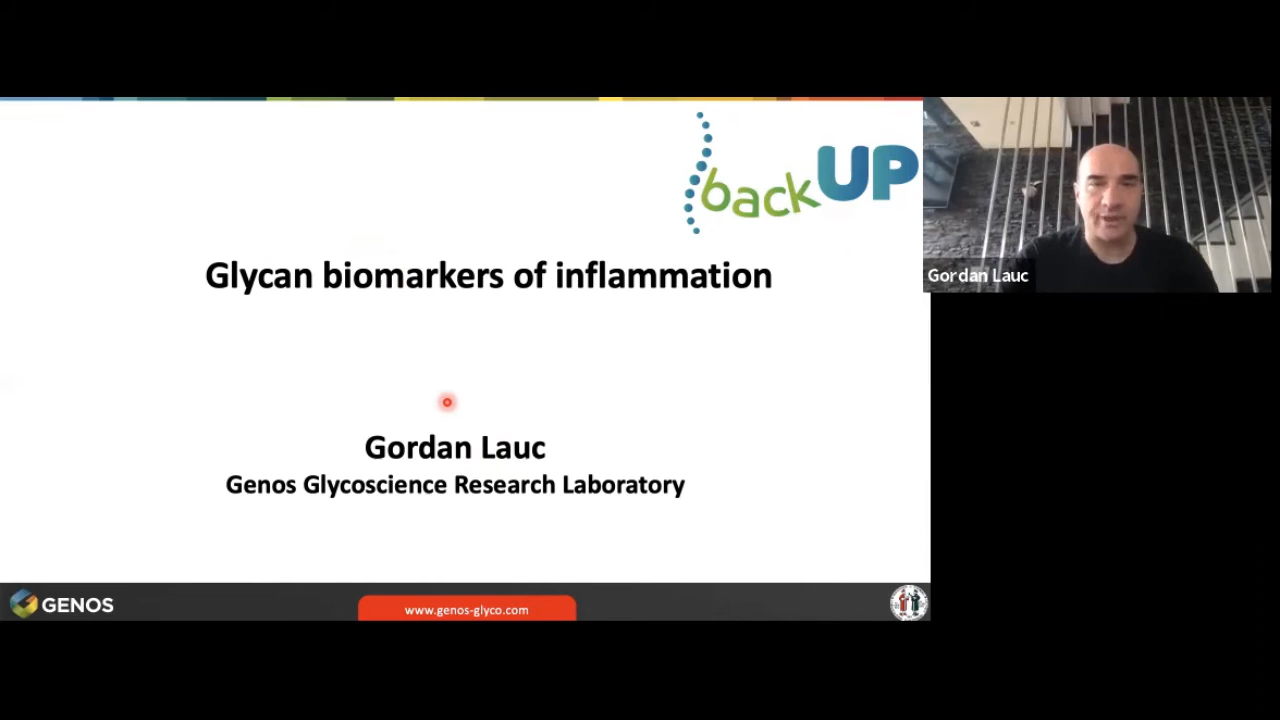 backUP
Glycan biomarkers of inflammation
Gordan Lauc
Gordan Lauc
Genos Glycoscience Research Laboratory
GENOS
www.genos-glyco.com